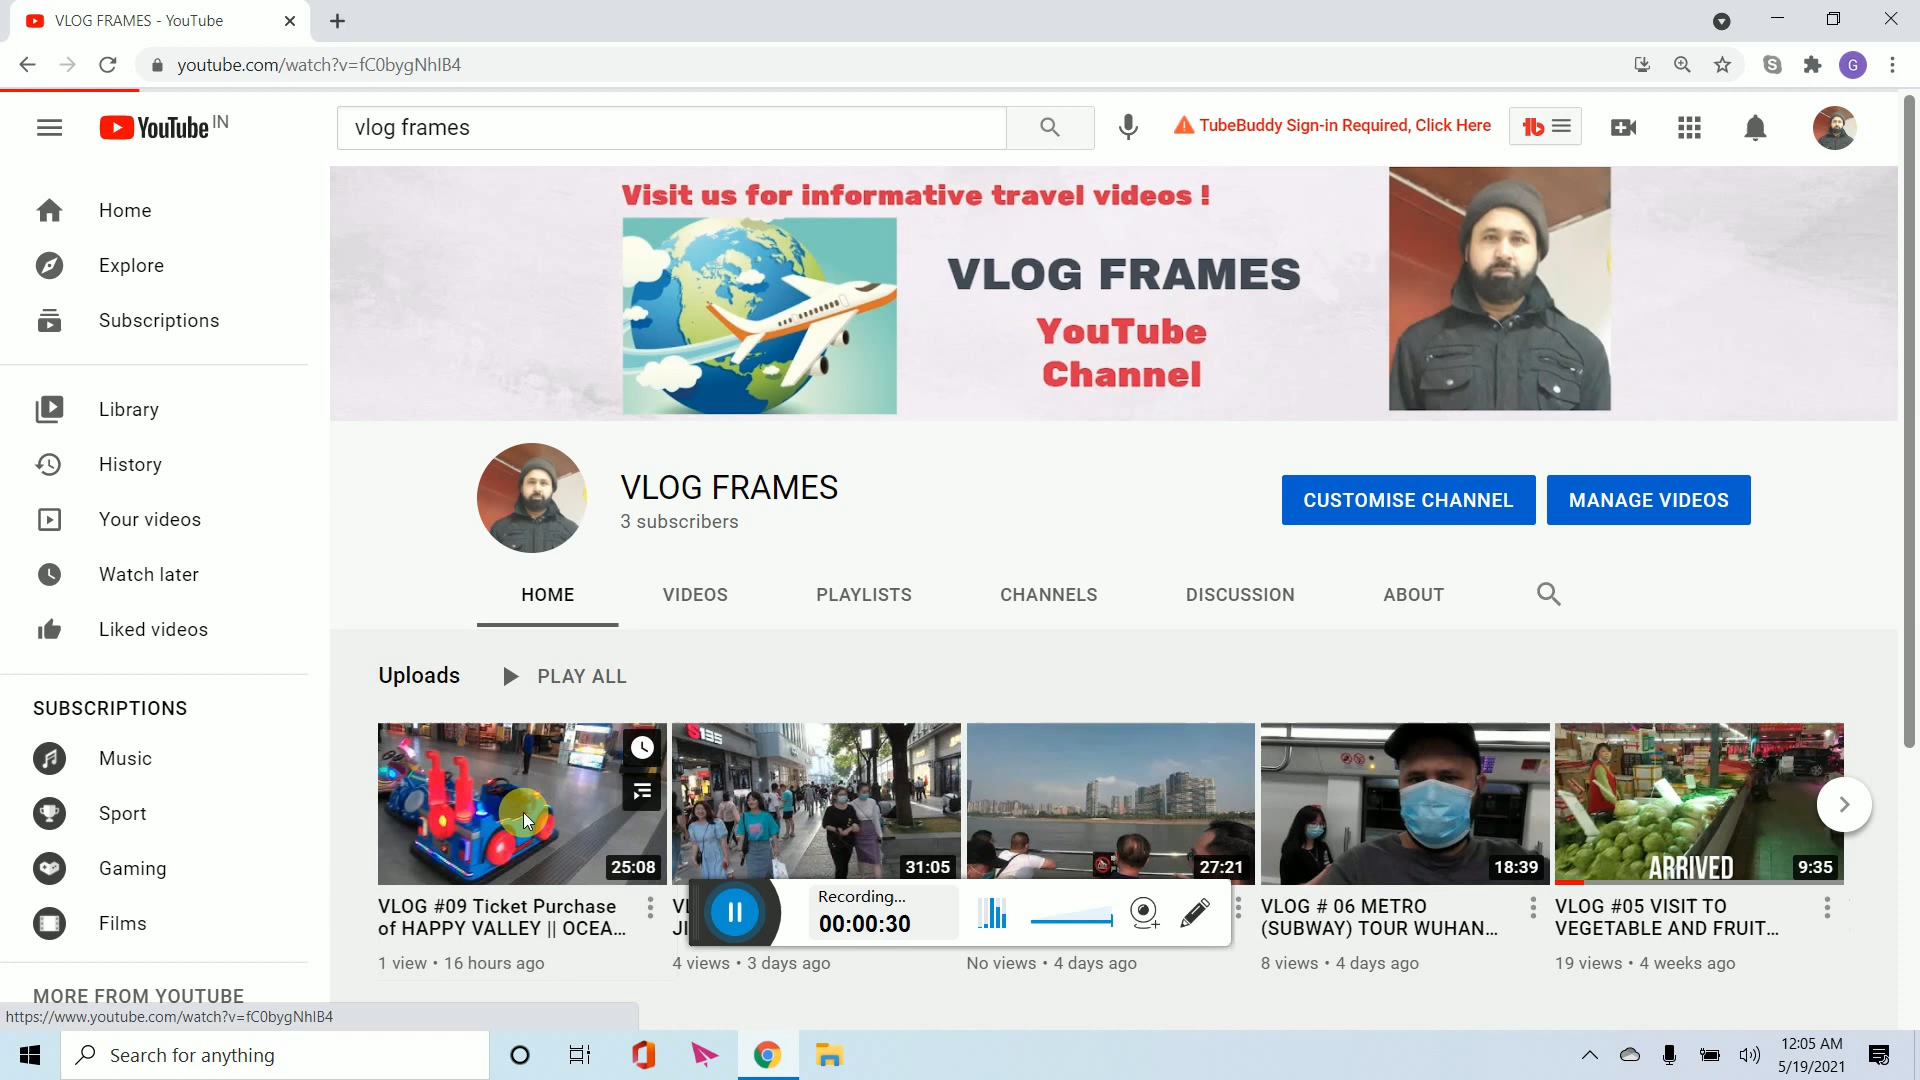 VLOG FRAMES - YouTube
youtube.com/watch?v=fC0bygNhIB4
G
YouTube IN
vlog frames
TubeBuddy Sign-in Required, Click Here
tb
Home
Explore
Subscriptions
Library
History
Your videos
Watch later
Liked videos
SUBSCRIPTIONS
Music
Sport
Gaming
Films
MORE FROM YOUTUBE
https://www.youtube.com/watch?v=fC0bygNhIB4
Visit us for informative travel videos !
VLOG FRAMES
YouTube
Channel
VLOG FRAMES
3 subscribers
CUSTOMISE CHANNEL
MANAGE VIDEOS
HOME
VIDEOS
PLAYLISTS
CHANNELS
DISCUSSION
ABOUT
Uploads
PLAY ALL
25:08
VLOG #09 Ticket Purchase
of HAPPY VALLEY || OCEA...
1 view • 16 hours ago
31:05
4 views • 3 days ago
27:21
No views • 4 days ago
18:39
VLOG # 06 METRO
(SUBWAY) TOUR WUHAN...
8 views • 4 days ago
ARRIVED
9:35
VLOG #05 VISIT TO
VEGETABLE AND FRUIT...
19 views • 4 weeks ago
Recording...
00:00:30
Search for anything
12:05 AM
5/19/2021